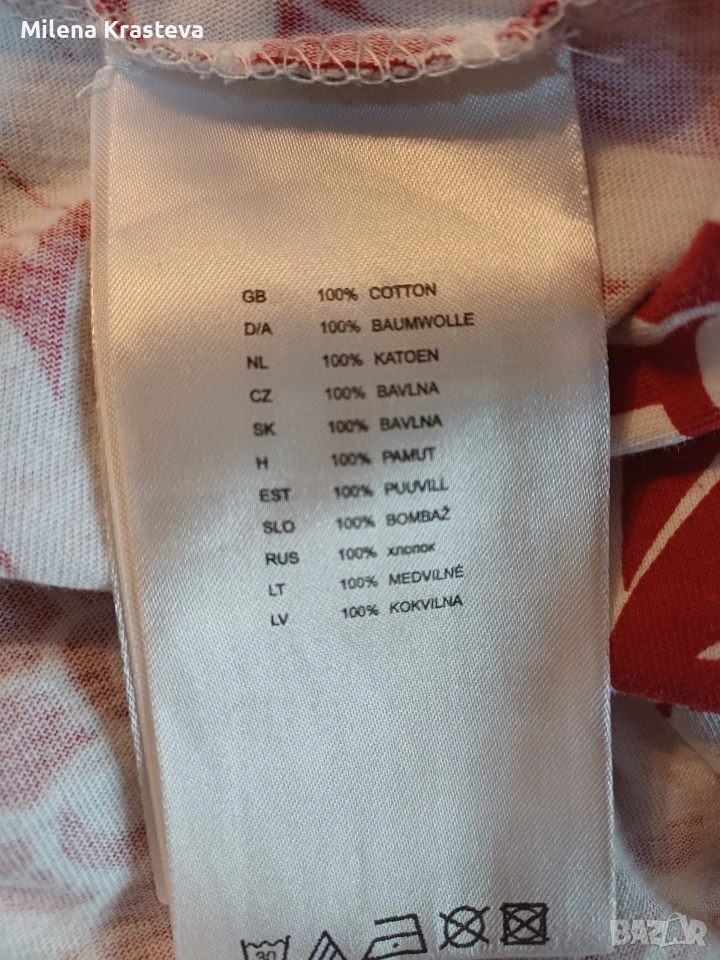 Milena Krasteva
GB 100% COTTON
D/A 100% BAUMWOLLE
NL 100% KATOEN
CZ 100% BAVLNA
SK 100% BAVLNA
H 100% PAMUT
EST 100% PUUVILL
SLO 100% BOMBAŽ
RUS 100% хлопок
LT 100% MEDVILNĖ
LV 100% KOKVILNA
30
BAZAR